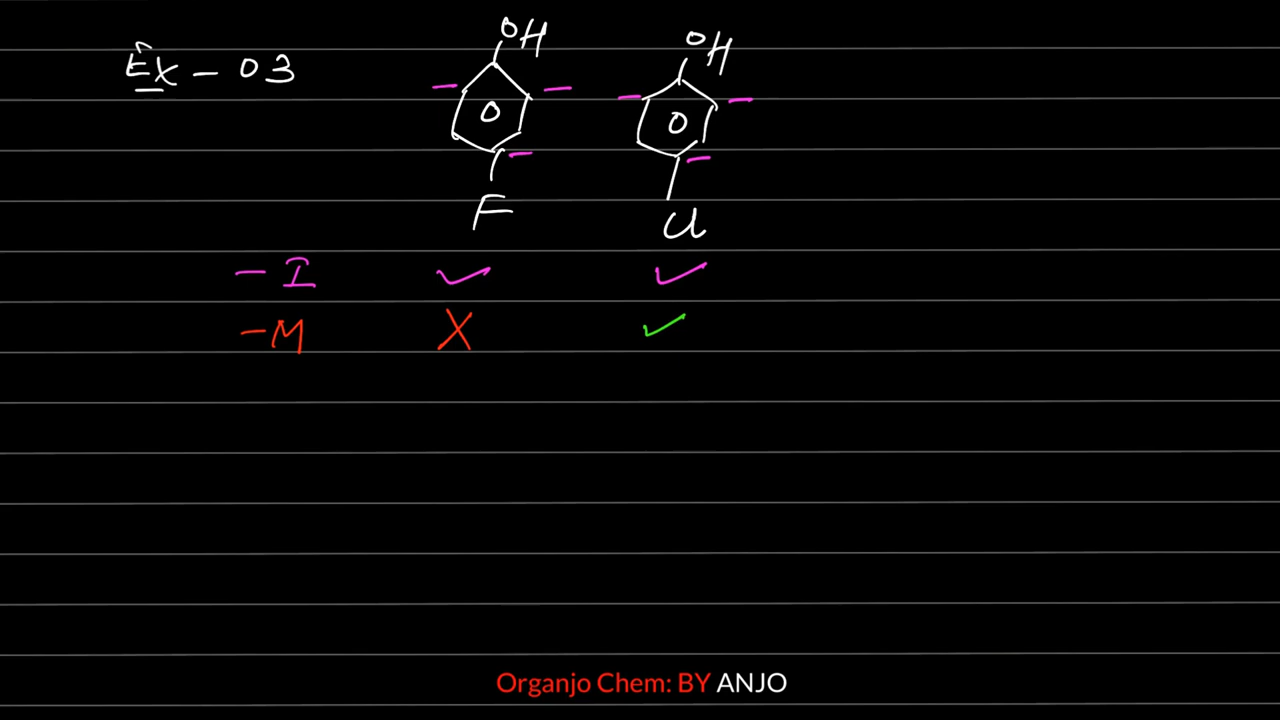 Ex - 03
OH OH
F Cl
- I ✓ ✓
- M X ✓
Organjo Chem: BY ANJO